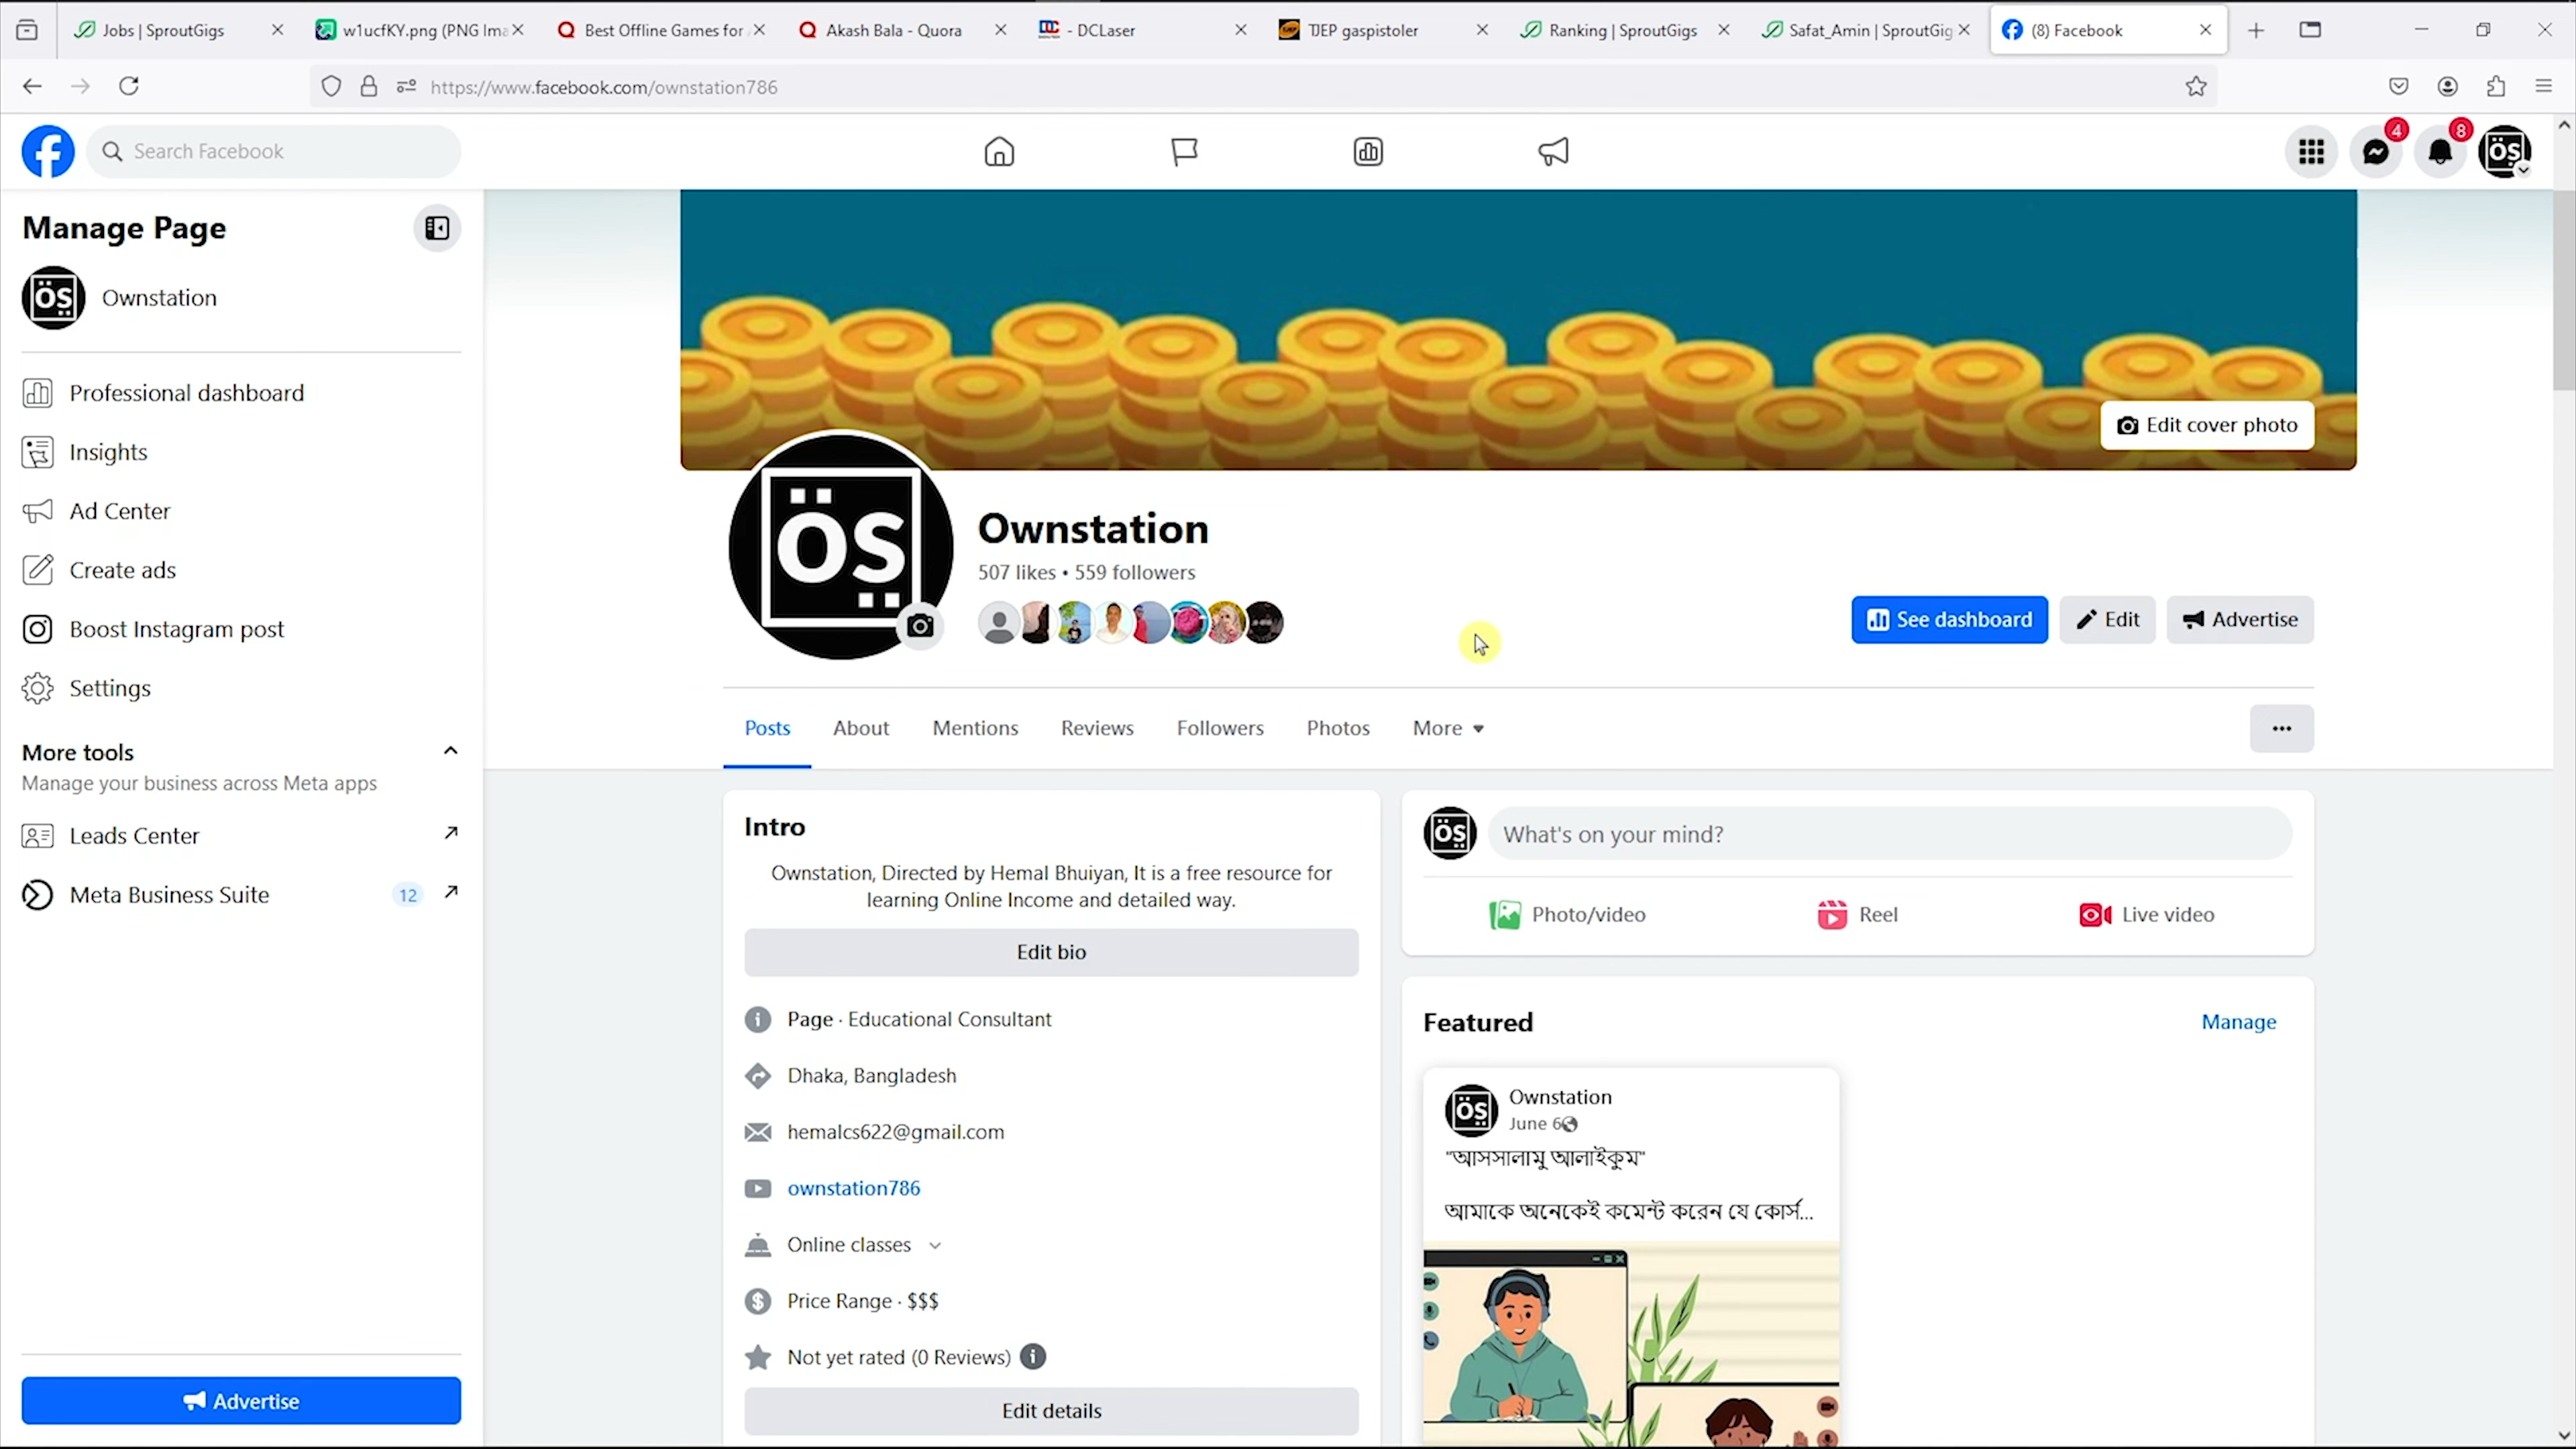 Jobs | SproutGigs
w1ucfKY.png (PNG Ima
Best Offline Games for
Akash Bala - Quora
- DCLaser
TJEP gaspistoler
Ranking | SproutGigs
Safat_Amin | SproutGig
(8) Facebook
https://www.facebook.com/ownstation786
Search Facebook
4
8
ÖS
Manage Page
ÖS
Ownstation
Professional dashboard
Insights
Ad Center
Create ads
Boost Instagram post
Settings
More tools
Manage your business across Meta apps
Leads Center
Meta Business Suite
12
Advertise
Edit cover photo
ÖS
Ownstation
507 likes • 559 followers
See dashboard
Edit
Advertise
Posts
About
Mentions
Reviews
Followers
Photos
More
Intro
Ownstation, Directed by Hemal Bhuiyan, It is a free resource for
learning Online Income and detailed way.
Edit bio
Page · Educational Consultant
Dhaka, Bangladesh
hemalcs622@gmail.com
ownstation786
Online classes
Price Range · $$$
Not yet rated (0 Reviews)
Edit details
ÖS
What's on your mind?
Photo/video
Reel
Live video
Featured
Manage
ÖS
Ownstation
June 6
"আসসালামু আলাইকুম"
আমাকে অনেকেই কমেন্ট করেন যে কোর্স...